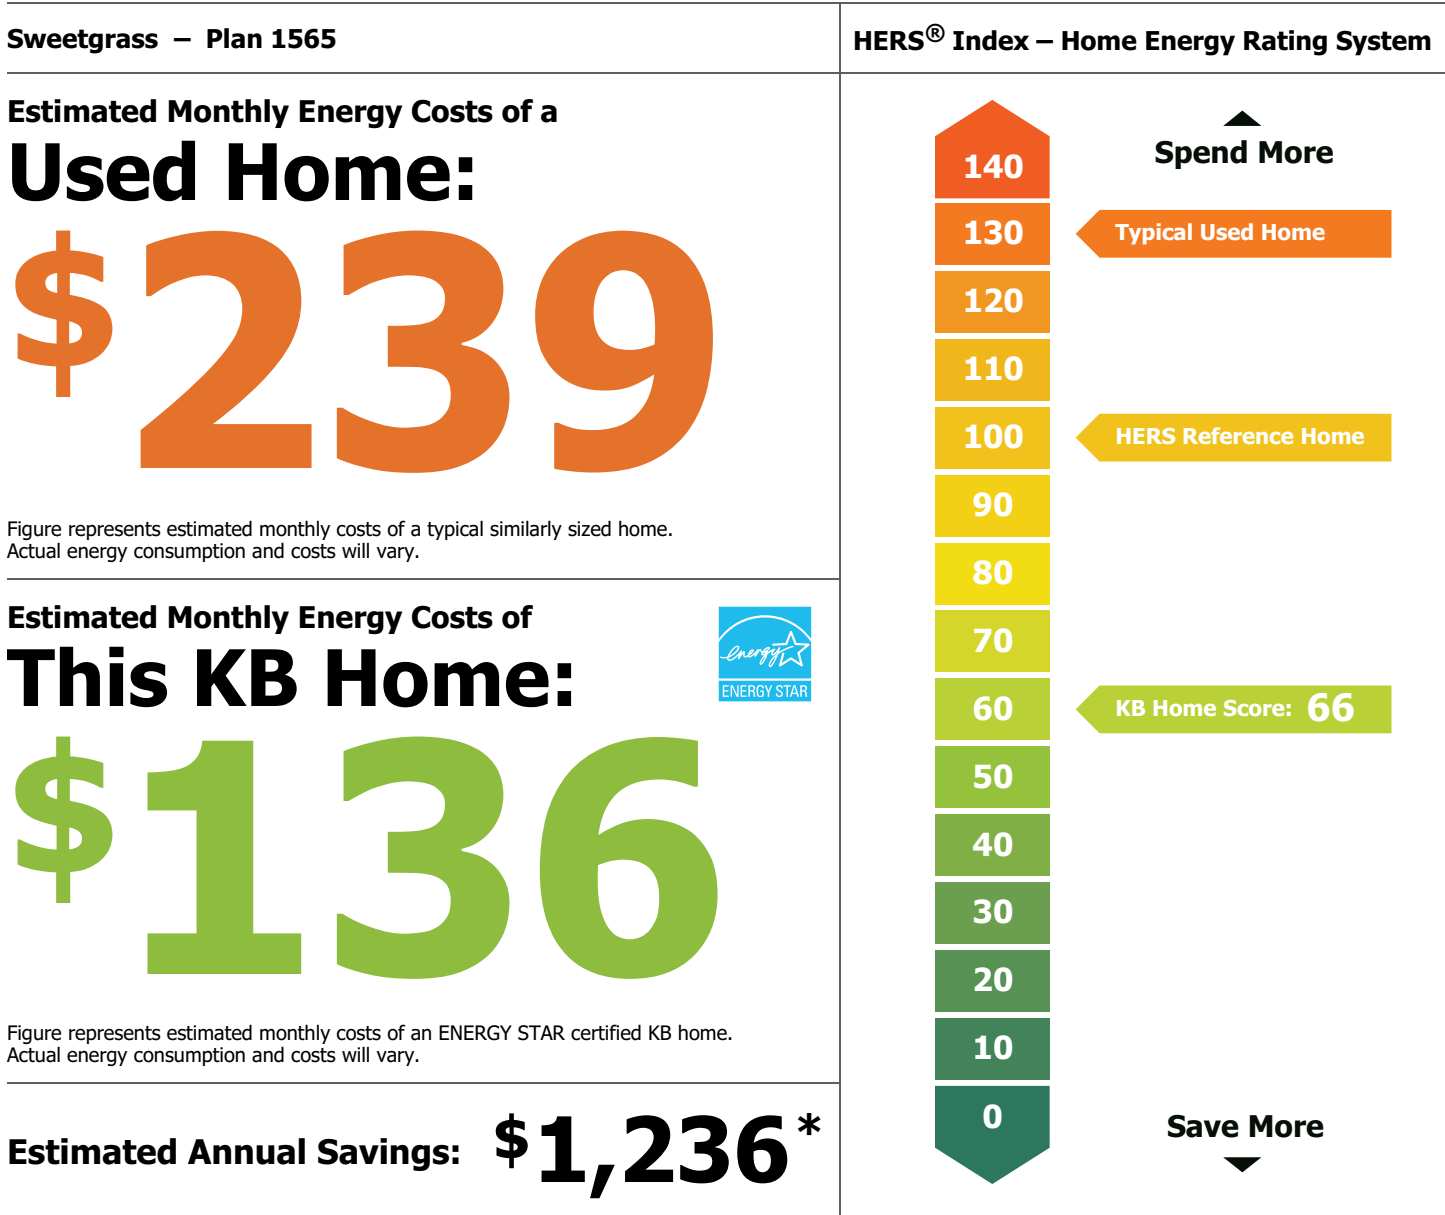 Sweetgrass – Plan 1565
Estimated Monthly Energy Costs of a
Used Home:
$239
Figure represents estimated monthly costs of a typical similarly sized home.
Actual energy consumption and costs will vary.
Estimated Monthly Energy Costs of
This KB Home:
energy
ENERGY STAR
$136
Figure represents estimated monthly costs of an ENERGY STAR certified KB home.
Actual energy consumption and costs will vary.
Estimated Annual Savings: $1,236*
HERS® Index – Home Energy Rating System
Spend More
140
130 Typical Used Home
120
110
100 HERS Reference Home
90
80
70
60 KB Home Score: 66
50
40
30
20
10
0
Save More